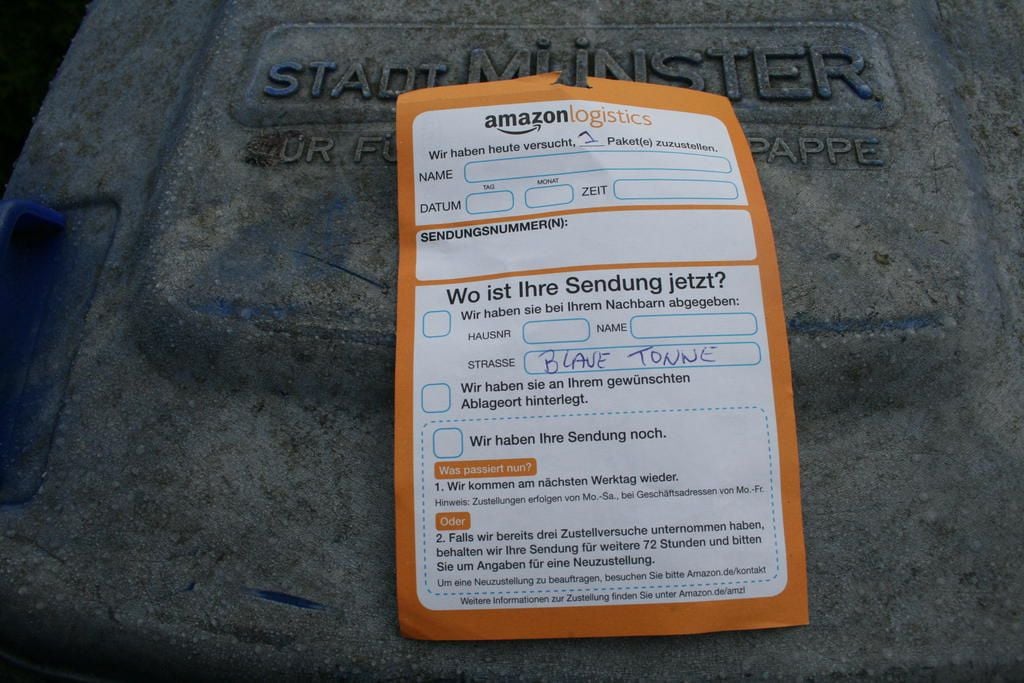 STADT MÜNSTER
PAPPE
amazonlogistics
Wir haben heute versucht, 1 Paket(e) zuzustellen.
NAME
TAG MONAT
DATUM ZEIT
SENDUNGSNUMMER(N):
Wo ist Ihre Sendung jetzt?
Wir haben sie bei Ihrem Nachbarn abgegeben:
HAUSNR NAME
STRASSE BLAUE TONNE
Wir haben sie an Ihrem gewünschten
Ablageort hinterlegt.
Wir haben Ihre Sendung noch.
Was passiert nun?
1. Wir kommen am nächsten Werktag wieder.
Hinweis: Zustellungen erfolgen von Mo.-Sa., bei Geschäftsadressen von Mo.-Fr.
Oder
2. Falls wir bereits drei Zustellversuche unternommen haben,
behalten wir Ihre Sendung für weitere 72 Stunden und bitten
Sie um Angaben für eine Neuzustellung.
Um eine Neuzustellung zu beauftragen, besuchen Sie bitte Amazon.de/kontakt
Weitere Informationen zur Zustellung finden Sie unter Amazon.de/amzl